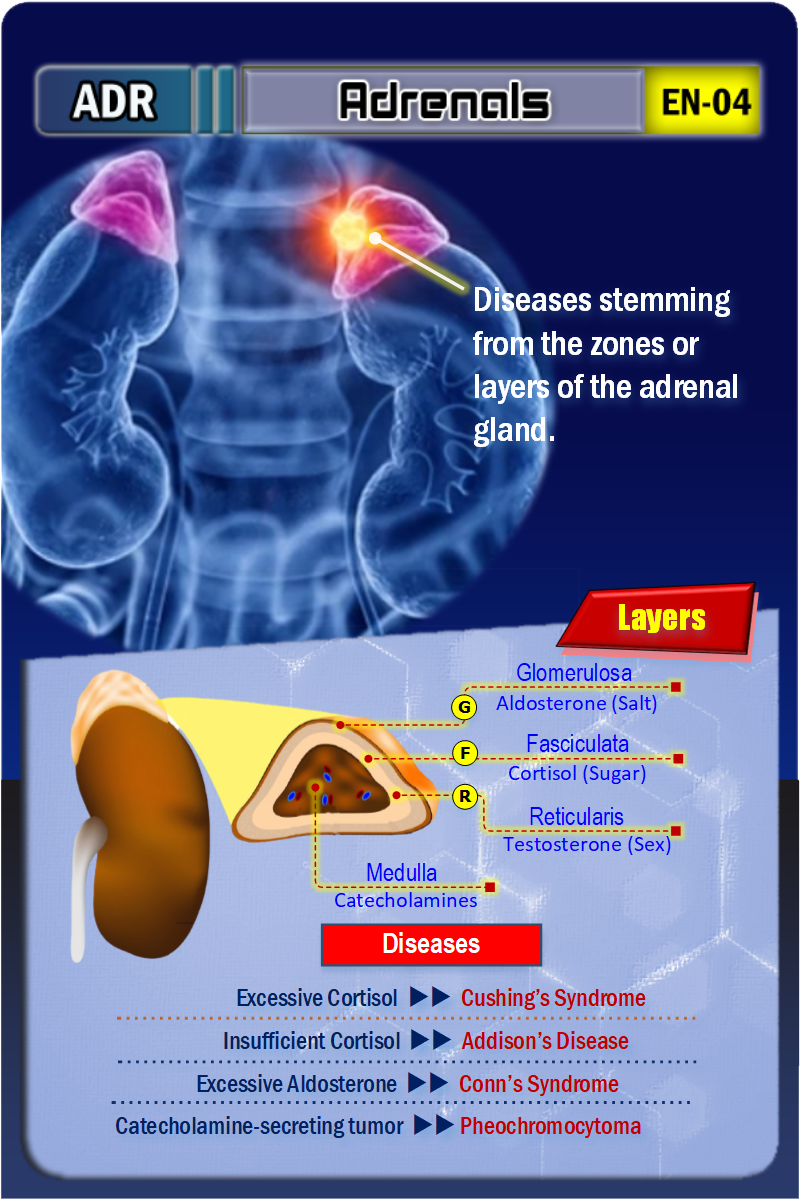 ADR
Adrenals
EN-04
Diseases stemming
from the zones or
layers of the adrenal
gland.
Layers
G
Glomerulosa
Aldosterone (Salt)
F
Fasciculata
Cortisol (Sugar)
R
Reticularis
Testosterone (Sex)
Medulla
Catecholamines
Diseases
Excessive Cortisol ►► Cushing's Syndrome
Insufficient Cortisol ►► Addison's Disease
Excessive Aldosterone ►► Conn's Syndrome
Catecholamine-secreting tumor ►► Pheochromocytoma